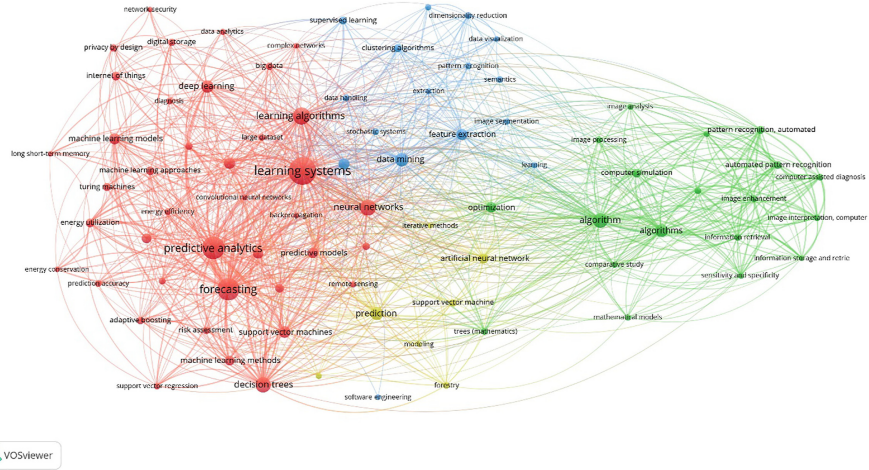 network security
dimensionality reduction
supervised learning
data analytics
digital storage
data visualization
privacy by design
complex networks
clustering algorithms
big data
pattern recognition
internet of things
semantics
deep learning
extraction
diagnosis
data handling
image analysis
learning algorithms
image segmentation
pattern recognition, automated
stochastic systems
feature extraction
machine learning models
large dataset
image processing
long short-term memory
data mining
learning
automated pattern recognition
machine learning approaches
learning systems
computer simulation
computer assisted diagnosis
turing machines
convolutional neural networks
image enhancement
energy efficiency
neural networks
optimization
backpropagation
algorithm
image interpretation, computer
energy utilization
iterative methods
algorithms
information retrieval
predictive analytics
predictive models
artificial neural network
information storage and retrie
energy conservation
comparative study
sensitivity and specificity
prediction accuracy
remote sensing
forecasting
support vector machine
prediction
mathematical models
adaptive boosting
risk assessment
support vector machines
trees (mathematics)
modeling
machine learning methods
support vector regression
decision trees
forestry
software engineering
VOSviewer